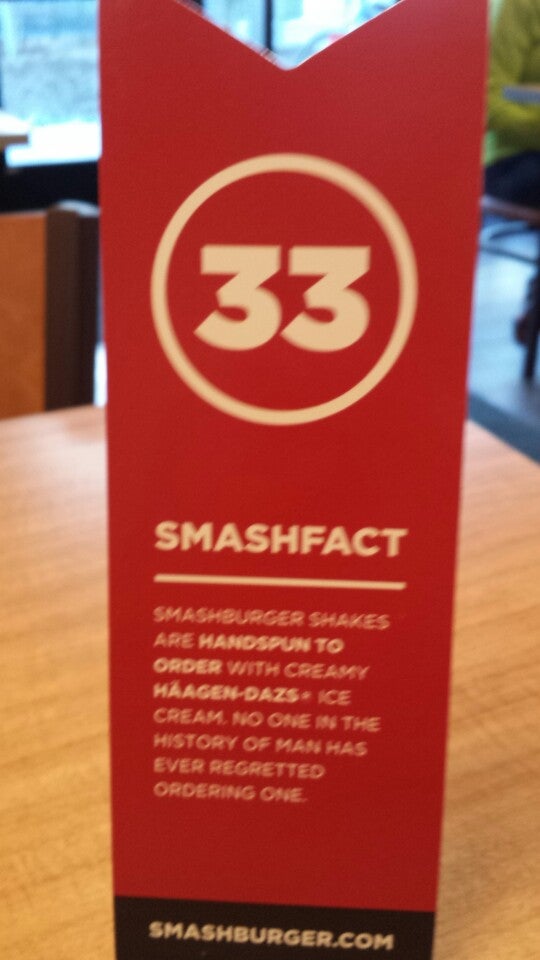 33
SMASHFACT
SMASHBURGER SHAKES
ARE HANDSPUN TO
ORDER WITH CREAMY
HÄAGEN-DAZS® ICE
CREAM. NO ONE IN THE
HISTORY OF MAN HAS
EVER REGRETTED
ORDERING ONE.
SMASHBURGER.COM